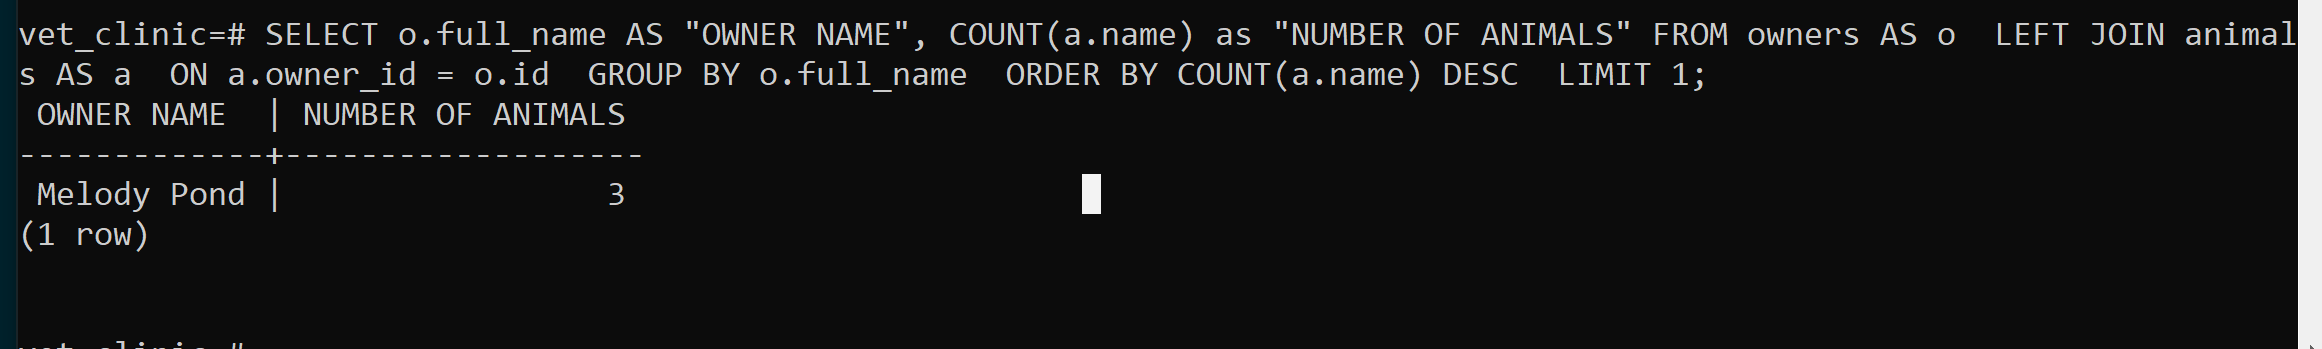 vet_clinic=# SELECT o.full_name AS "OWNER NAME", COUNT(a.name) as "NUMBER OF ANIMALS" FROM owners AS o  LEFT JOIN animal
s AS a  ON a.owner_id = o.id  GROUP BY o.full_name  ORDER BY COUNT(a.name) DESC  LIMIT 1;
 OWNER NAME  | NUMBER OF ANIMALS
-------------+-------------------
 Melody Pond |                 3
(1 row)
vet_clinic=#